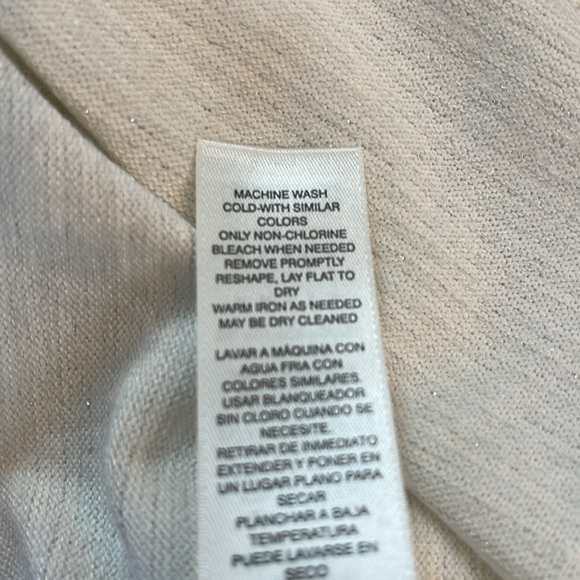 MACHINE WASH
COLD-WITH SIMILAR
COLORS
ONLY NON-CHLORINE
BLEACH WHEN NEEDED
REMOVE PROMPTLY
RESHAPE, LAY FLAT TO
DRY
WARM IRON AS NEEDED
MAY BE DRY CLEANED
LAVAR A MÁQUINA CON
AGUA FRIA CON
COLORES SIMILARES.
USAR BLANQUEADOR
SIN CLORO CUANDO SE
NECESITE.
RETIRAR DE INMEDIATO
EXTENDER Y PONER EN
UN LUGAR PLANO PARA
SECAR
PLANCHAR A BAJA
TEMPERATURA
PUEDE LAVARSE EN
SECO